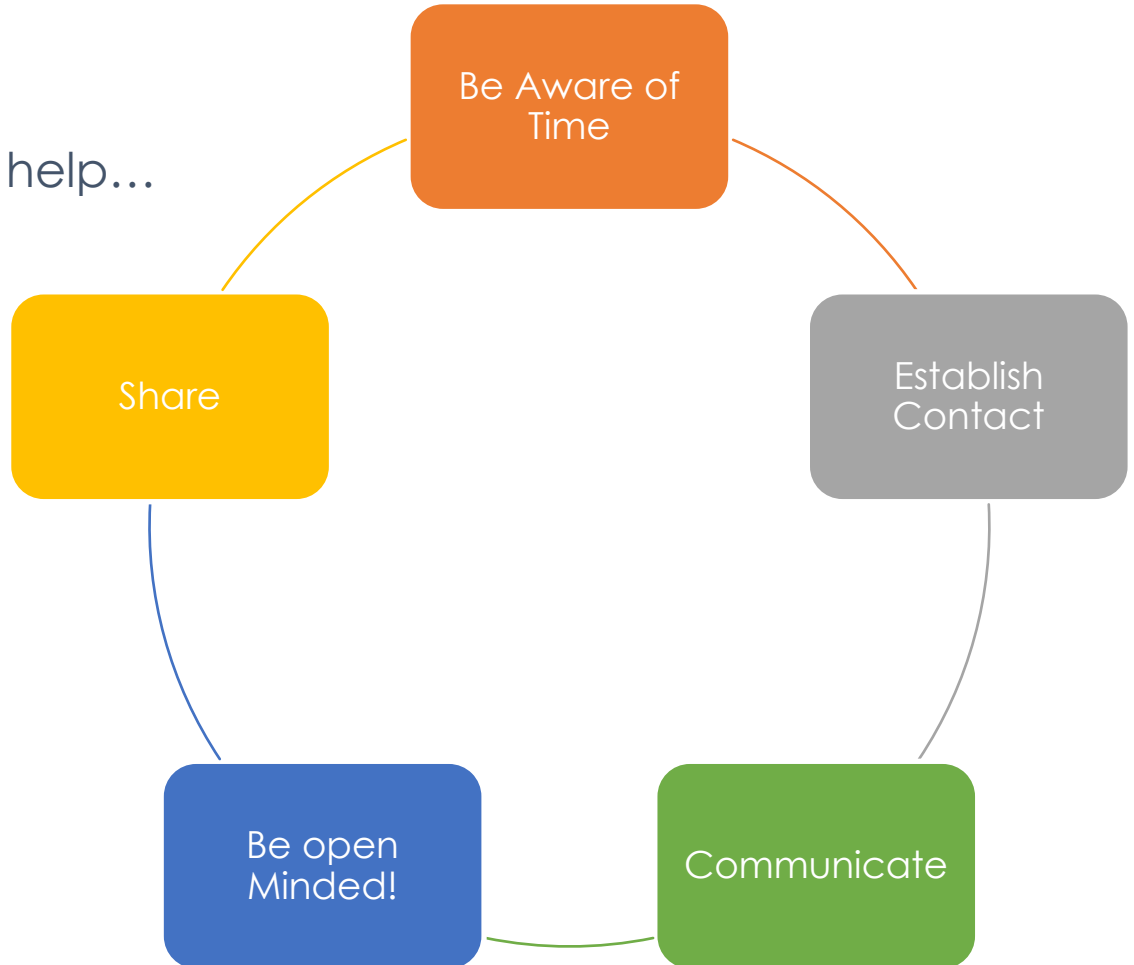 help...
Be Aware of
Time
Establish
Contact
Communicate
Be open
Minded!
Share